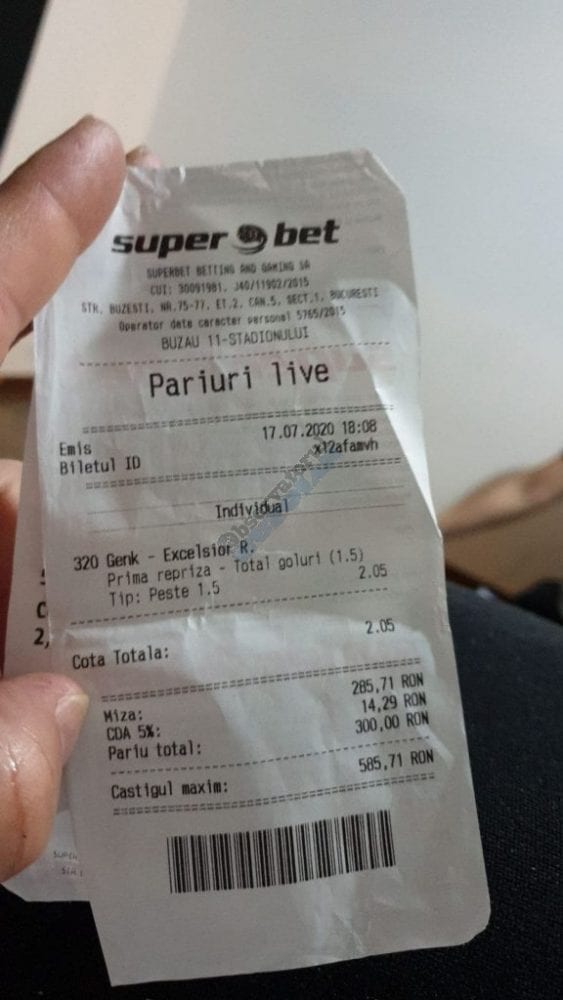 super bet
SUPERBET BETTING AND GAMING SA
CUI: 30091981, J40/11902/2015
STR. BUZESTI, NR.75-77, ET.2, CAM.5, SECT.1, BUCURESTI
Operator date caracter personal 5765/2015
BUZAU 11-STADIONULUI
Pariuri live
Emis 17.07.2020 18:08
Biletul ID xl2afamvh
Individual
320 Genk - Excelsior R.
Prima repriza - Total goluri (1.5)
Tip: Peste 1.5 2.05
Cota Totala: 2.05
Miza: 285,71 RON
CDA 5%: 14,29 RON
Pariu total: 300,00 RON
Castigul maxim: 585,71 RON